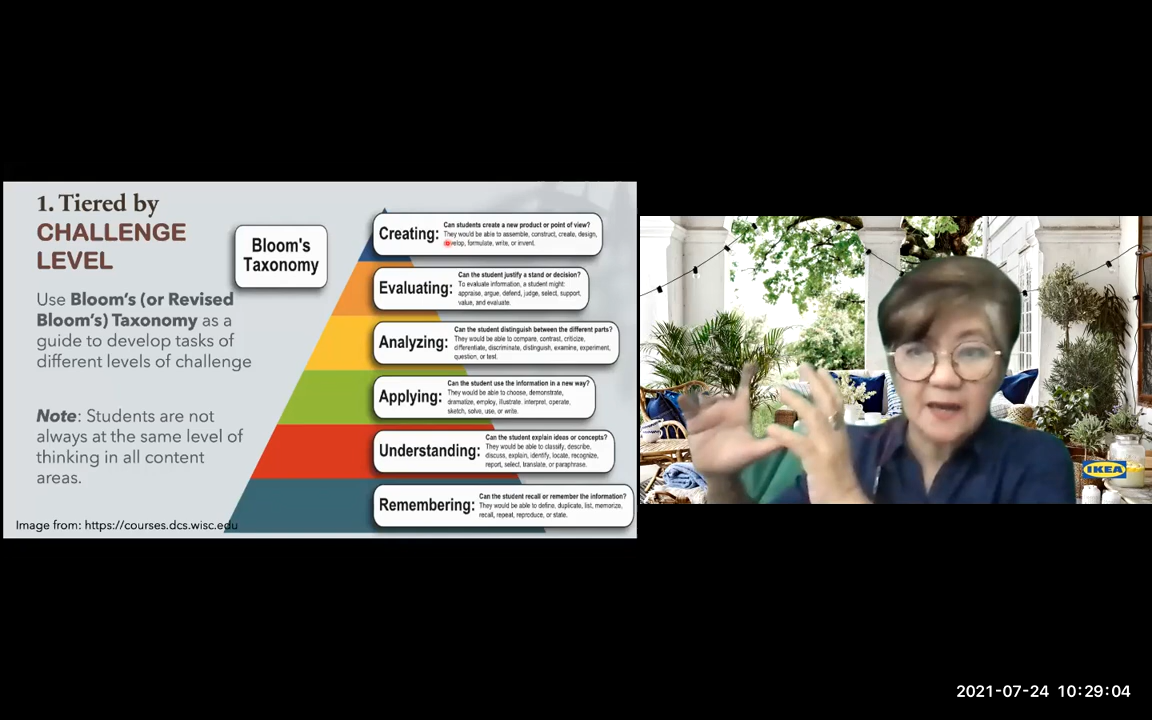 1. Tiered by
CHALLENGE
LEVEL
Use Bloom's (or Revised
Bloom's) Taxonomy as a
guide to develop tasks of
different levels of challenge
Note: Students are not
always at the same level of
thinking in all content
areas.
Image from: https://courses.dcs.wisc.edu
Bloom's
Taxonomy
Creating: Can students create a new product or point of view?
They would be able to assemble, construct, create, design,
develop, formulate, write, or invent.
Evaluating: Can the student justify a stand or decision?
To evaluate information, a student might:
appraise, argue, defend, judge, select, support,
value, and evaluate.
Analyzing: Can the student distinguish between the different parts?
They would be able to compare, contrast, criticize,
differentiate, discriminate, distinguish, examine, experiment,
question, or test.
Applying: Can the student use the information in a new way?
They would be able to choose, demonstrate,
dramatize, employ, illustrate, interpret, operate,
sketch, solve, use, or write.
Understanding: Can the student explain ideas or concepts?
They would be able to classify, describe,
discuss, explain, identify, locate, recognize,
report, select, translate, or paraphrase.
Remembering: Can the student recall or remember the information?
They would be able to define, duplicate, list, memorize,
recall, repeat, reproduce, or state.
IKEA
2021-07-24 10:29:04